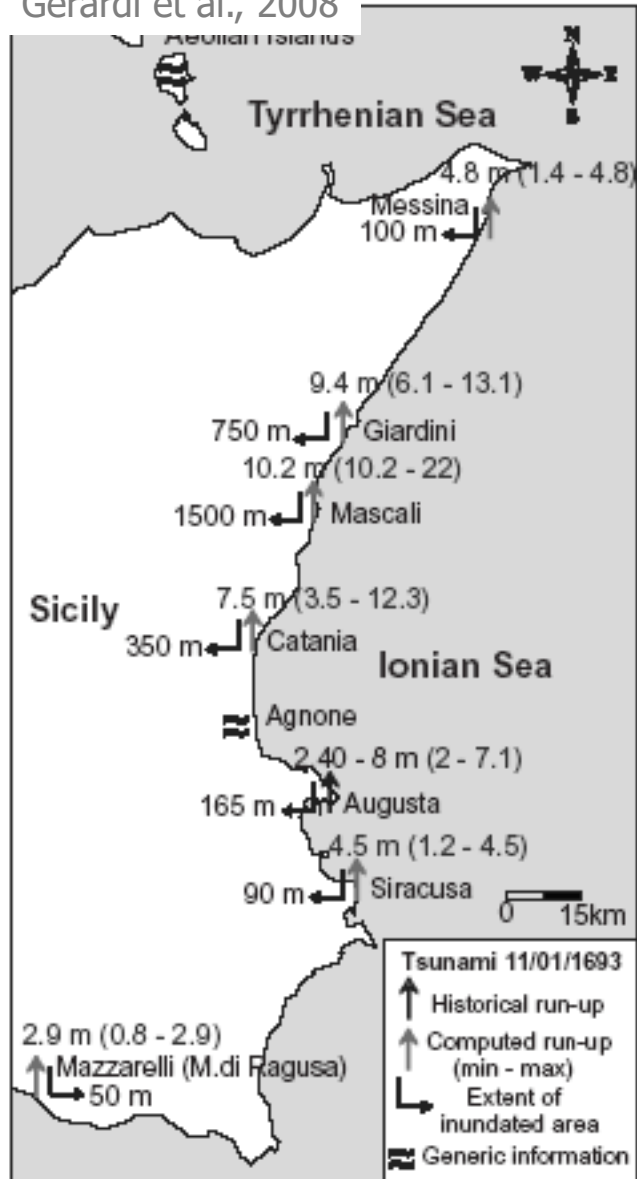 Gerardi et al., 2008
Aeolian Islands
N
W E
S
Tyrrhenian Sea
4.8 m (1.4 - 4.8)
Messina
100 m
9.4 m (6.1 - 13.1)
750 m
Giardini
10.2 m (10.2 - 22)
1500 m
Mascali
Sicily
7.5 m (3.5 - 12.3)
350 m
Catania
Ionian Sea
Agnone
2.40 - 8 m (2 - 7.1)
165 m
Augusta
4.5 m (1.2 - 4.5)
90 m
Siracusa
0 15km
2.9 m (0.8 - 2.9)
Mazzarelli (M.di Ragusa)
50 m
Tsunami 11/01/1693
Historical run-up
Computed run-up
(min - max)
Extent of
inundated area
Generic information